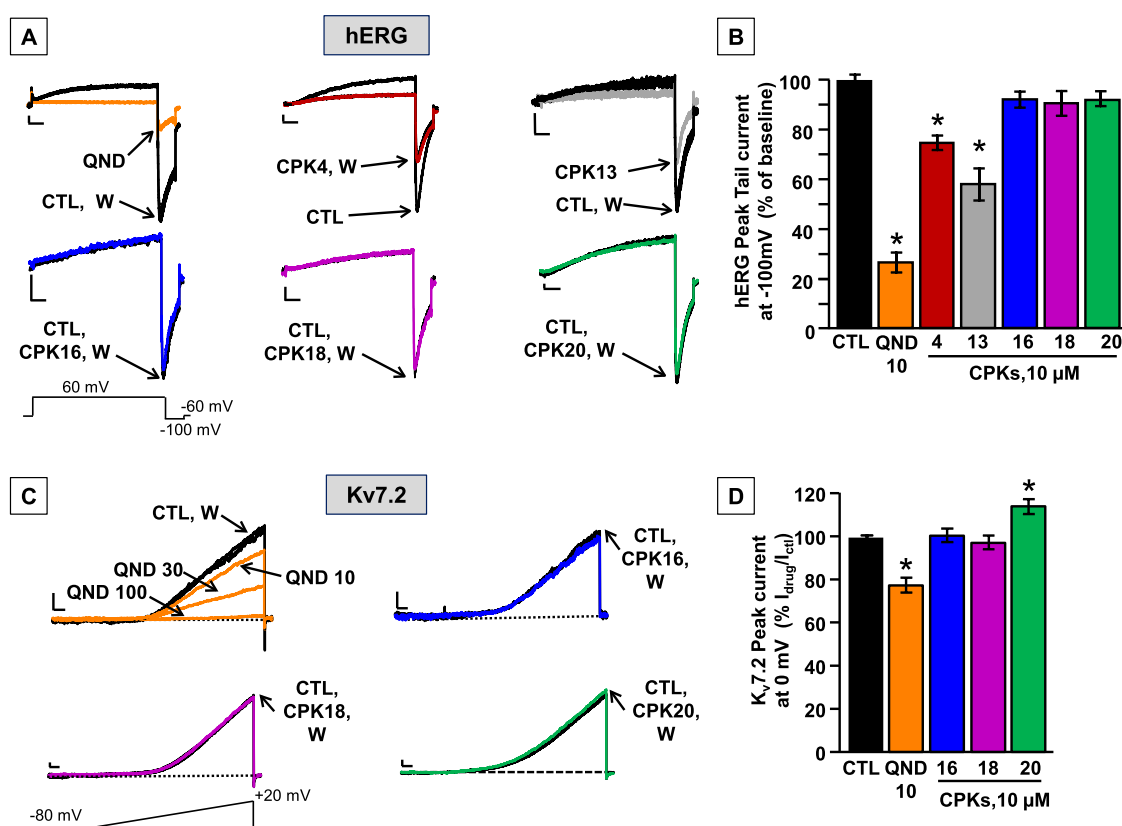 A
hERG
QND
CTL, W
CPK4, W
CTL
CPK13
CTL, W
CTL,
CPK16, W
CTL,
CPK18, W
CTL,
CPK20, W
60 mV
-60 mV
-100 mV
B
hERG Peak Tail current
at -100mV (% of baseline)
100
80
60
40
20
0
*
*
*
CTL
QND
10
4
13
16
18
20
CPKs,10 µM
C
Kv7.2
CTL, W
QND 30
QND 10
QND 100
CTL,
CPK16,
W
CTL,
CPK18,
W
CTL,
CPK20,
W
-80 mV
+20 mV
D
Kv7.2 Peak current
at 0 mV (% Idrug/Ictl)
120
100
80
60
40
20
0
*
*
CTL
QND
10
16
18
20
CPKs,10 µM